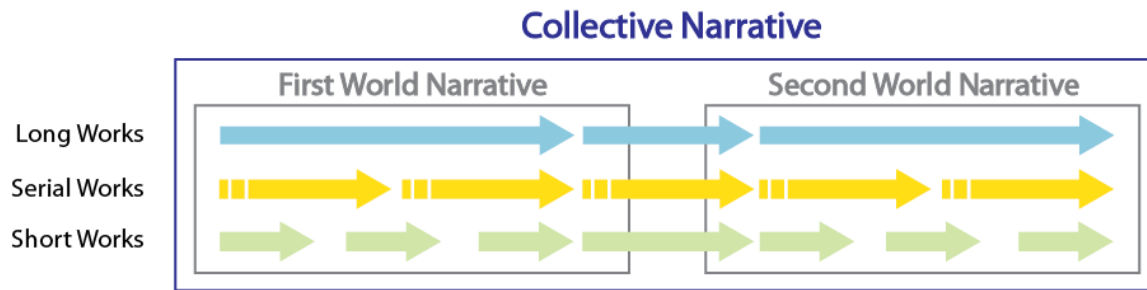 Collective Narrative
First World Narrative
Second World Narrative
Long Works
Serial Works
Short Works